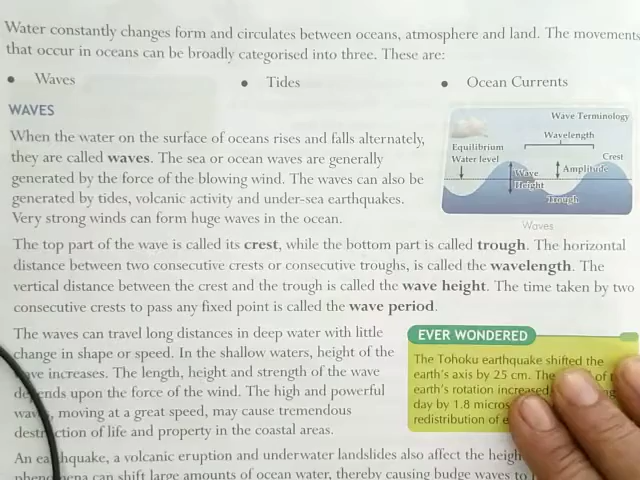 Water constantly changes form and circulates between oceans, atmosphere and land. The movements
that occur in oceans can be broadly categorised into three. These are:
• Waves
• Tides
• Ocean Currents
WAVES
When the water on the surface of oceans rises and falls alternately,
they are called waves. The sea or ocean waves are generally
generated by the force of the blowing wind. The waves can also be
generated by tides, volcanic activity and under-sea earthquakes.
Very strong winds can form huge waves in the ocean.
Wave Terminology
Wavelength
Equilibrium
Water level
Crest
Amplitude
Wave
Height
Trough
Waves
The top part of the wave is called its crest, while the bottom part is called trough. The horizontal
distance between two consecutive crests or consecutive troughs, is called the wavelength. The
vertical distance between the crest and the trough is called the wave height. The time taken by two
consecutive crests to pass any fixed point is called the wave period.
The waves can travel long distances in deep water with little
change in shape or speed. In the shallow waters, height of the
increases. The length, height and strength of the wave
depends upon the force of the wind. The high and powerful
waves, moving at a great speed, may cause tremendous
destruction of life and property in the coastal areas.
EVER WONDERED
The Tohoku earthquake shifted the
earth's axis by 25 cm. The of
earth's rotation increased
day by 1.8
redistribution of
An earthquake, a volcanic eruption and underwater landslides also affect the
phenomena can shift large amounts of ocean water, thereby causing budge waves to